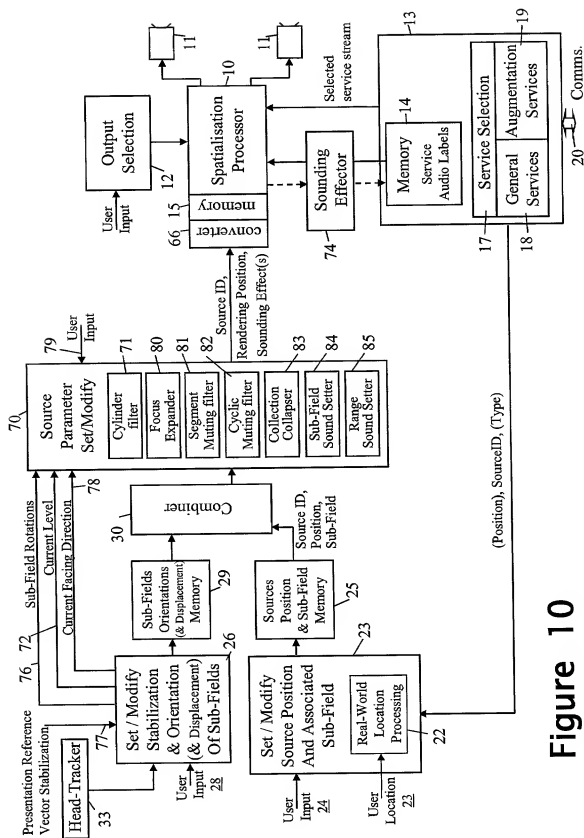 11
11
10
Output
Selection
12
User
Input
Spatialisation
Processor
memory
15
converter
66
Selected
service stream
Sounding
Effector
74
13
14
Memory
Service
Audio Labels
Service Selection
17
General
Services
18
Augmentation
Services
19
20
Comms.
Source ID,
Rendering Position,
Sounding Effect(s)
79
User
Input
70
Source
Parameter
Set/Modify
Cylinder
filter
71
Focus
Expander
80
Segment
Muting filter
81
Cyclic
Muting filter
82
Collection
Collapser
83
Sub-Field
Sound Setter
84
Range
Sound Setter
85
Sub-Field Rotations
Current Level
Current Facing Direction
76
72
78
Combiner
30
Source ID,
Position,
Sub-Field
Sub-Fields
Orientations
(& Displacement)
Memory
29
Sources
Position
& Sub-Field
Memory
25
Presentation Reference
Vector Stabilization
Head-Tracker
33
77
Set / Modify
Stabilization
& Orientation
(& Displacement)
Of Sub-Fields
26
User
Input
28
23
Set / Modify
Source Position
And Associated
Sub-Field
Real-World
Location
Processing
22
User
Input
24
User
Location
23
(Position), SourceID, (Type)
Figure 10